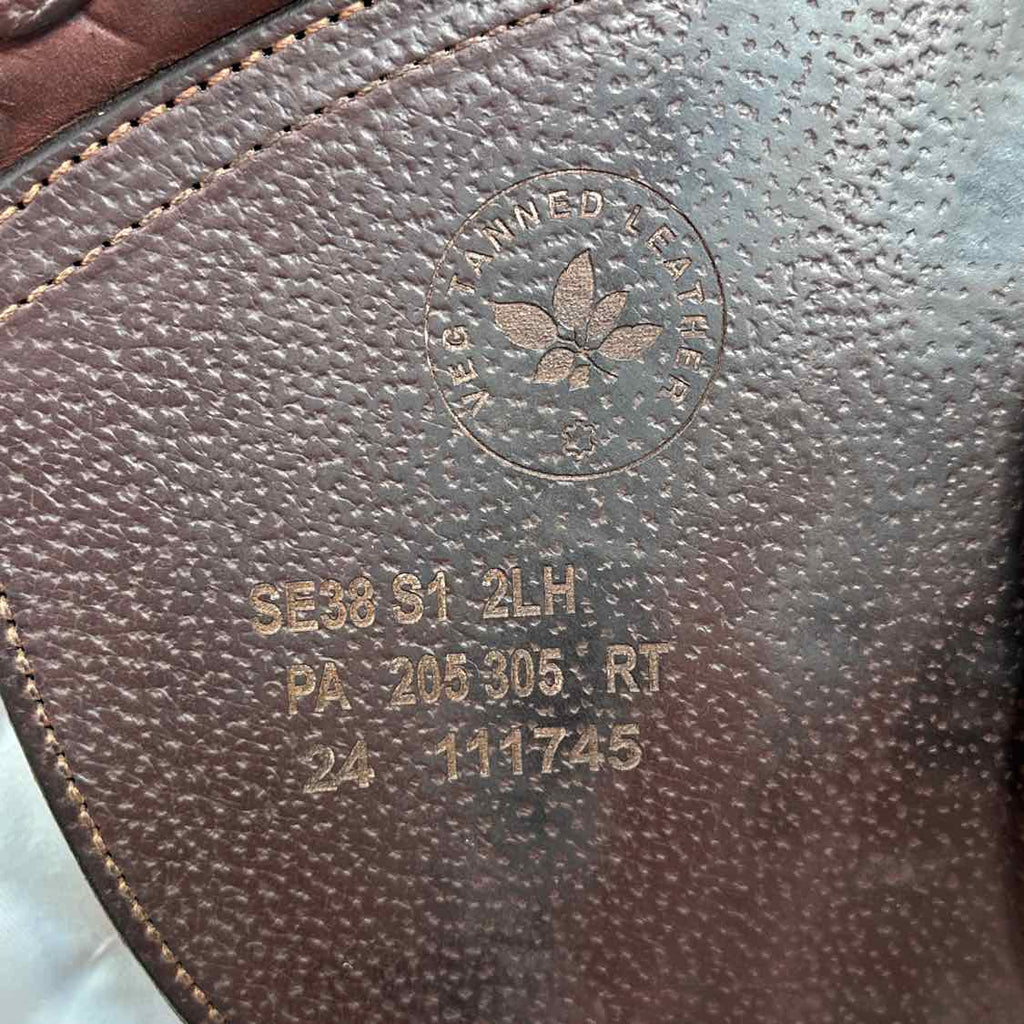 VEG TANNED LEATHER
SE38 S1 2LH
PA 205 305 RT
24 111745